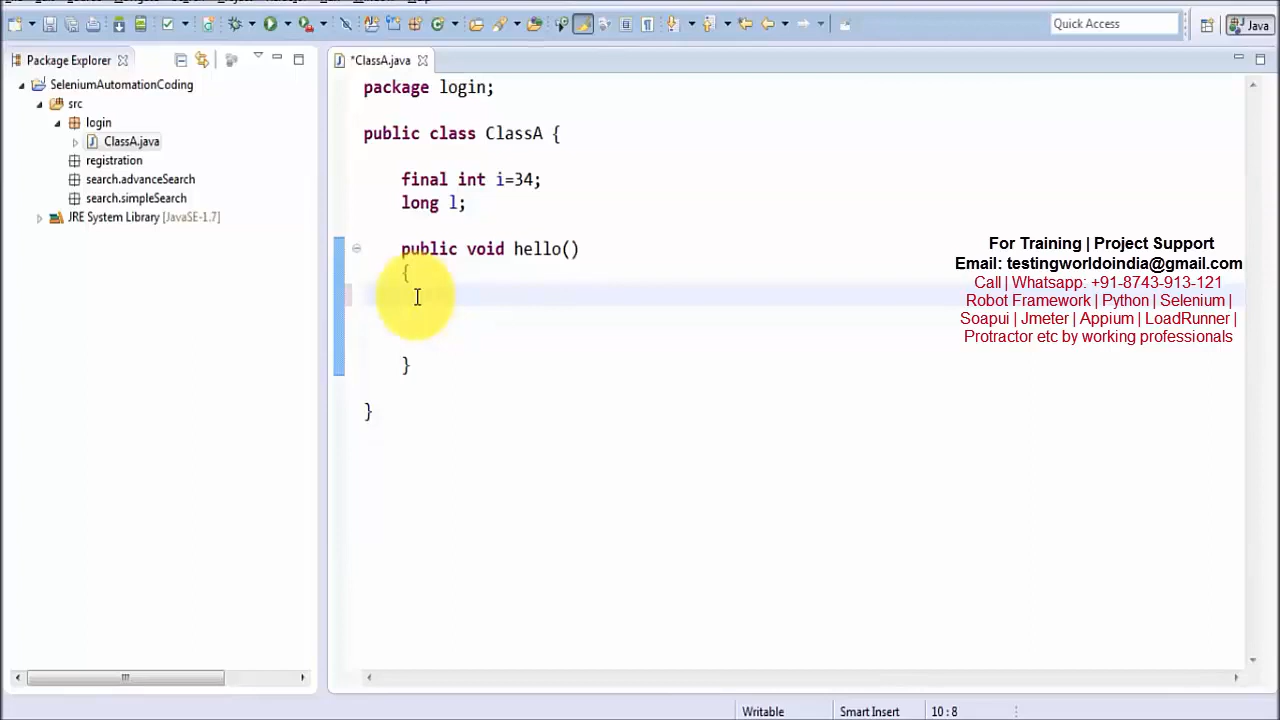 Quick Access
Java
Package Explorer
*ClassA.java
SeleniumAutomationCoding
src
login
ClassA.java
registration
search.advanceSearch
search.simpleSearch
JRE System Library [JavaSE-1.7]
package login;
public class ClassA {
final int i=34;
long l;
public void hello()
{
}
}
For Training | Project Support
Email: testingworldoindia@gmail.com
Call | Whatsapp: +91-8743-913-121
Robot Framework | Python | Selenium |
Soapui | Jmeter | Appium | LoadRunner |
Protractor etc by working professionals
Writable
Smart Insert
10:8